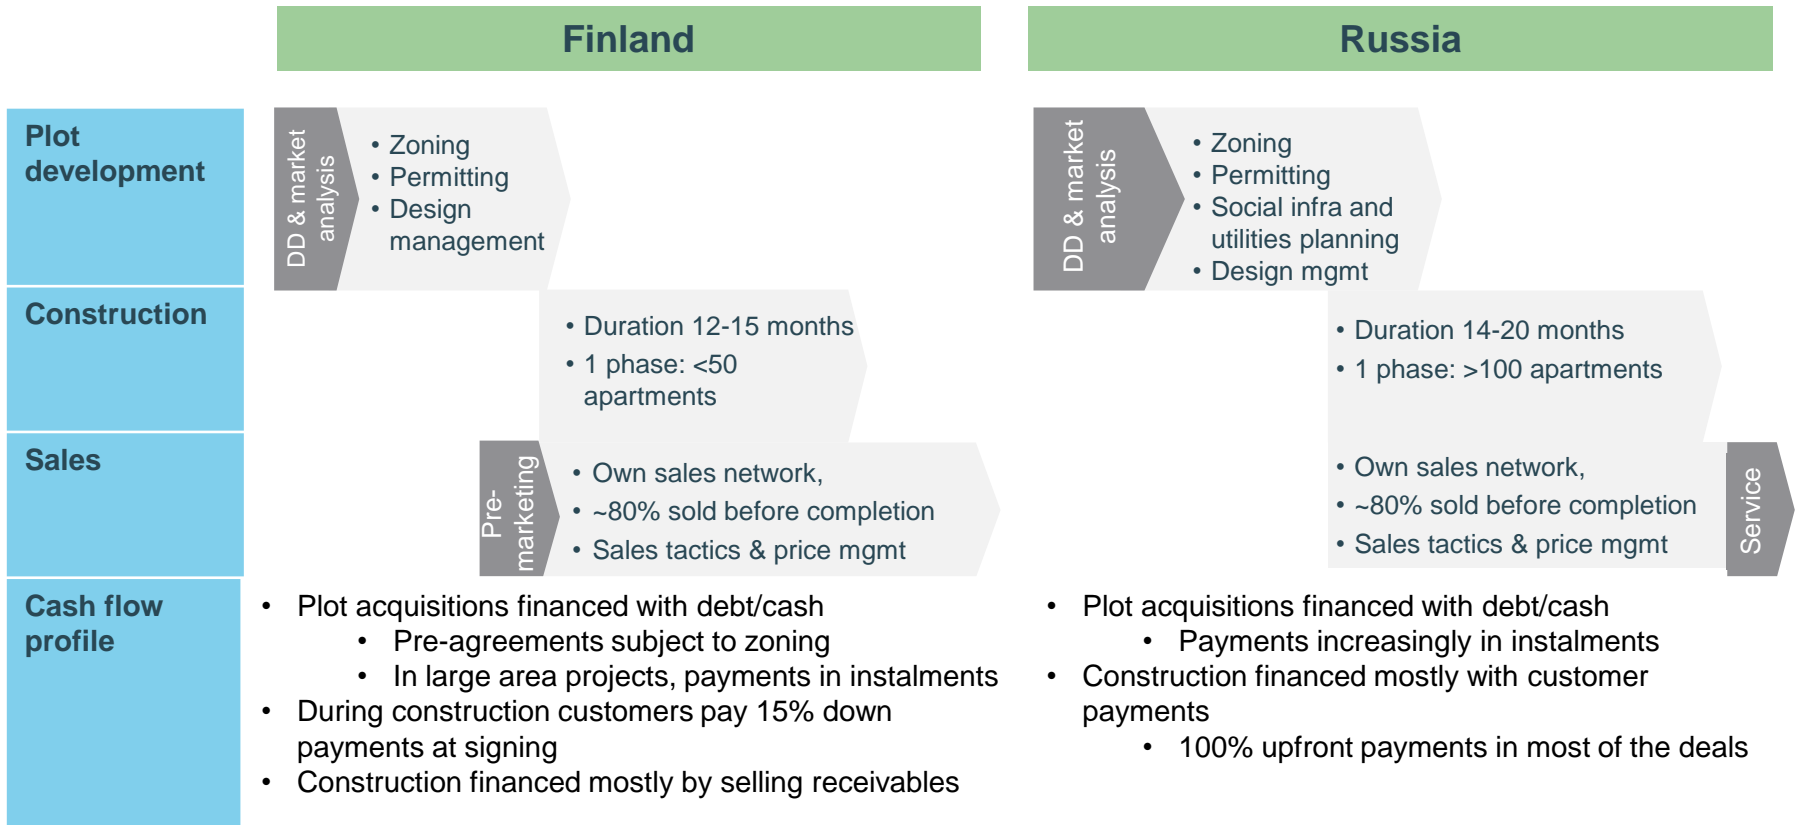 Finland
Russia
Plot
development
DD & market
analysis
• Zoning
• Permitting
• Design
management
DD & market
analysis
• Zoning
• Permitting
• Social infra and
utilities planning
• Design mgmt
Construction
• Duration 12-15 months
• 1 phase: <50
apartments
• Duration 14-20 months
• 1 phase: >100 apartments
Sales
Pre-
marketing
• Own sales network,
• ~80% sold before completion
• Sales tactics & price mgmt
• Own sales network,
• ~80% sold before completion
• Sales tactics & price mgmt
Service
Cash flow
profile
• Plot acquisitions financed with debt/cash
• Pre-agreements subject to zoning
• In large area projects, payments in instalments
• During construction customers pay 15% down
payments at signing
• Construction financed mostly by selling receivables
• Plot acquisitions financed with debt/cash
• Payments increasingly in instalments
• Construction financed mostly with customer
payments
• 100% upfront payments in most of the deals